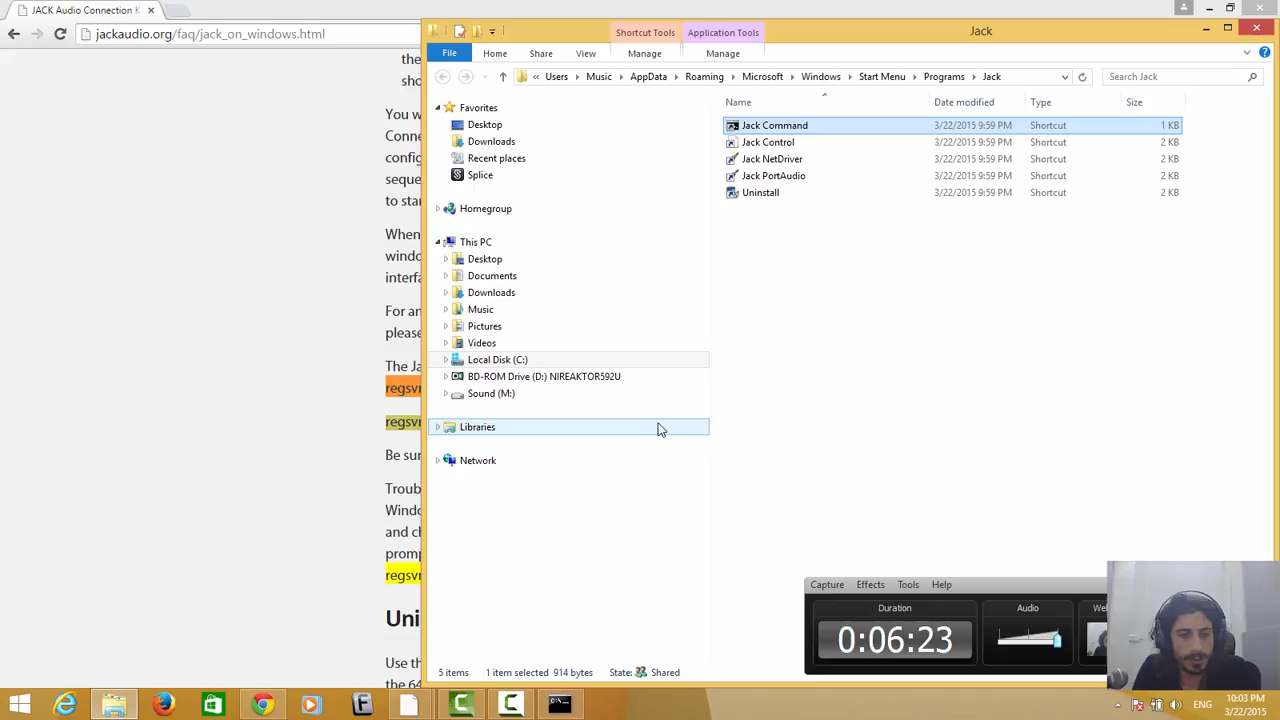 JACK Audio Connection K
jackaudio.org/faq/jack_on_windows.html
the
sho
You w
Conne
config
seque
to star
When
windo
interfa
For an
please
The Ja
regsvr
regsvr
Be sur
Troub
Windo
and ch
promp
regsvr
Uni
Use th
the 64
Shortcut Tools
Application Tools
Jack
File
Home
Share
View
Manage
Manage
« Users
Music
AppData
Roaming
Microsoft
Windows
Start Menu
Programs
Jack
Search Jack
Favorites
Desktop
Downloads
Recent places
Splice
Homegroup
This PC
Desktop
Documents
Downloads
Music
Pictures
Videos
Local Disk (C:)
BD-ROM Drive (D:) NIREAKTOR592U
Sound (M:)
Libraries
Network
Name Date modified Type Size
Jack Command 3/22/2015 9:59 PM Shortcut 1 KB
Jack Control 3/22/2015 9:59 PM Shortcut 2 KB
Jack NetDriver 3/22/2015 9:59 PM Shortcut 2 KB
Jack PortAudio 3/22/2015 9:59 PM Shortcut 2 KB
Uninstall 3/22/2015 9:59 PM Shortcut 2 KB
5 items 1 item selected 914 bytes State: Shared
Capture Effects Tools Help
Duration Audio We
0:06:23
ENG
10:03 PM
3/22/2015